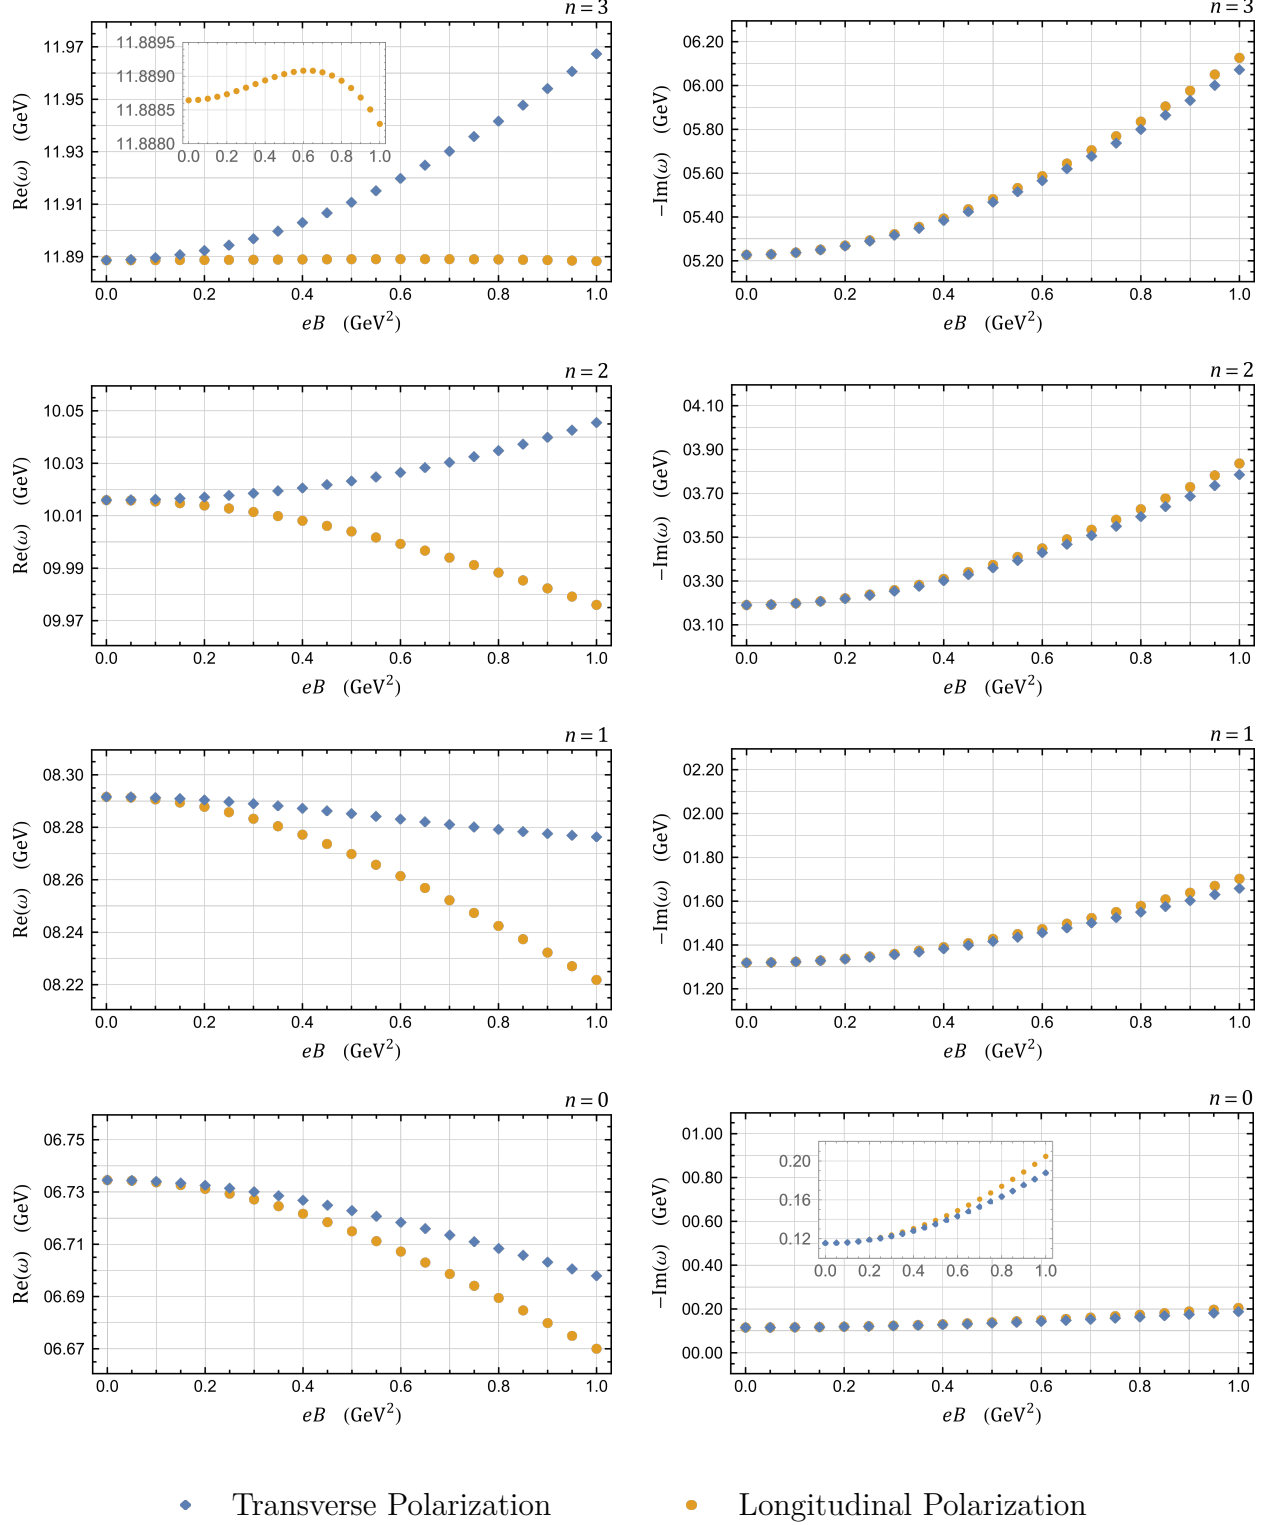 n = 3
Re(ω) (GeV)
11.97
11.95
11.93
11.91
11.89
11.8895
11.8890
11.8885
11.8880
0.0 0.2 0.4 0.6 0.8 1.0
0.0 0.2 0.4 0.6 0.8 1.0
eB (GeV²)
n = 3
−Im(ω) (GeV)
06.20
06.00
05.80
05.60
05.40
05.20
0.0 0.2 0.4 0.6 0.8 1.0
eB (GeV²)
n = 2
Re(ω) (GeV)
10.05
10.03
10.01
09.99
09.97
0.0 0.2 0.4 0.6 0.8 1.0
eB (GeV²)
n = 2
−Im(ω) (GeV)
04.10
03.90
03.70
03.50
03.30
03.10
0.0 0.2 0.4 0.6 0.8 1.0
eB (GeV²)
n = 1
Re(ω) (GeV)
08.30
08.28
08.26
08.24
08.22
0.0 0.2 0.4 0.6 0.8 1.0
eB (GeV²)
n = 1
−Im(ω) (GeV)
02.20
02.00
01.80
01.60
01.40
01.20
0.0 0.2 0.4 0.6 0.8 1.0
eB (GeV²)
n = 0
Re(ω) (GeV)
06.75
06.73
06.71
06.69
06.67
0.0 0.2 0.4 0.6 0.8 1.0
eB (GeV²)
n = 0
−Im(ω) (GeV)
01.00
00.80
00.60
00.40
00.20
00.00
0.20
0.16
0.12
0.0 0.2 0.4 0.6 0.8 1.0
0.0 0.2 0.4 0.6 0.8 1.0
eB (GeV²)
Transverse Polarization
Longitudinal Polarization